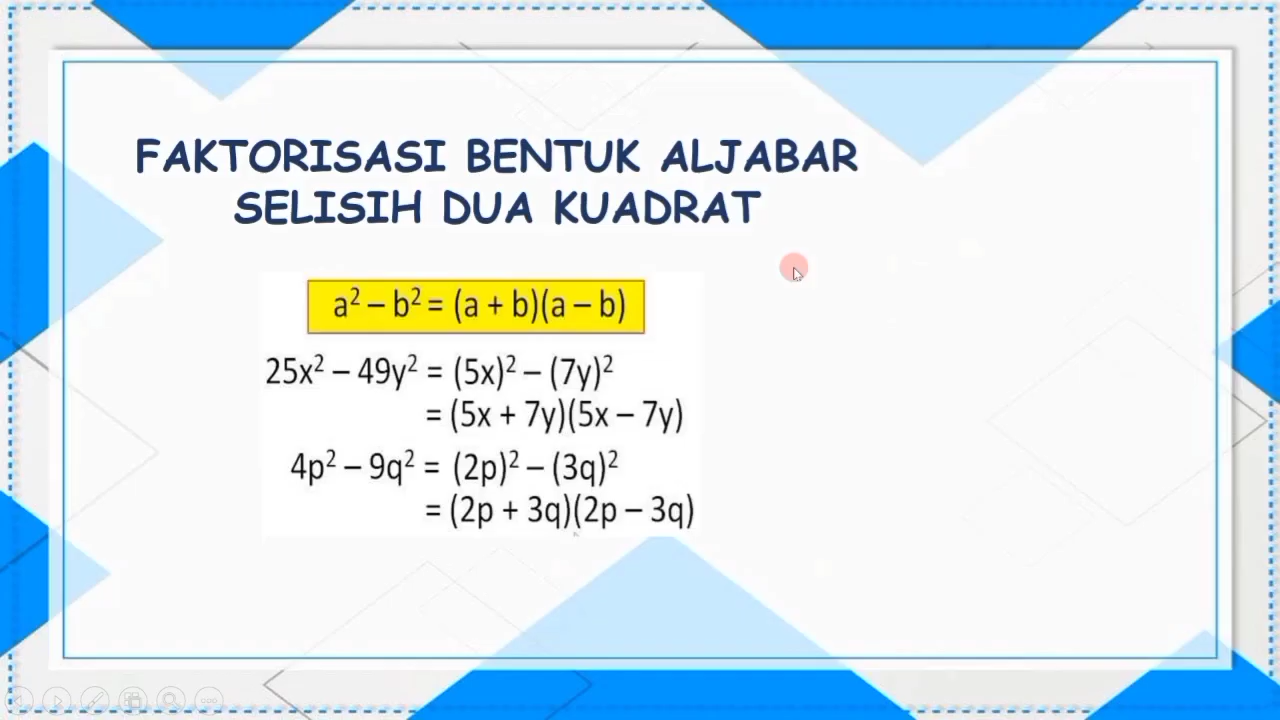 FAKTORISASI BENTUK ALJABAR
SELISIH DUA KUADRAT
a² – b² = (a + b)(a – b)
25x² – 49y² = (5x)² – (7y)²
= (5x + 7y)(5x – 7y)
4p² – 9q² = (2p)² – (3q)²
= (2p + 3q)(2p – 3q)